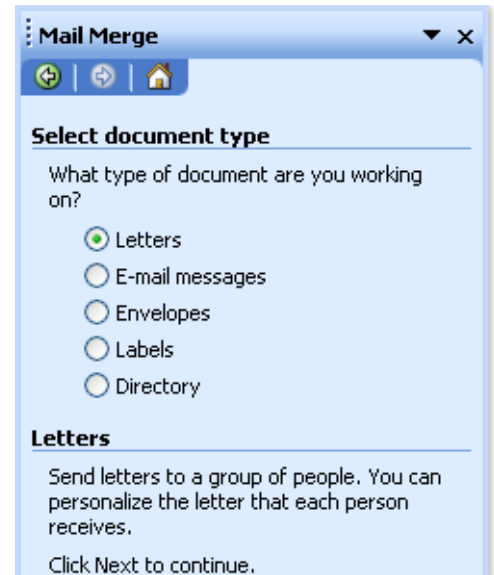 Mail Merge
Select document type
What type of document are you working
on?
Letters
E-mail messages
Envelopes
Labels
Directory
Letters
Send letters to a group of people. You can
personalize the letter that each person
receives.
Click Next to continue.